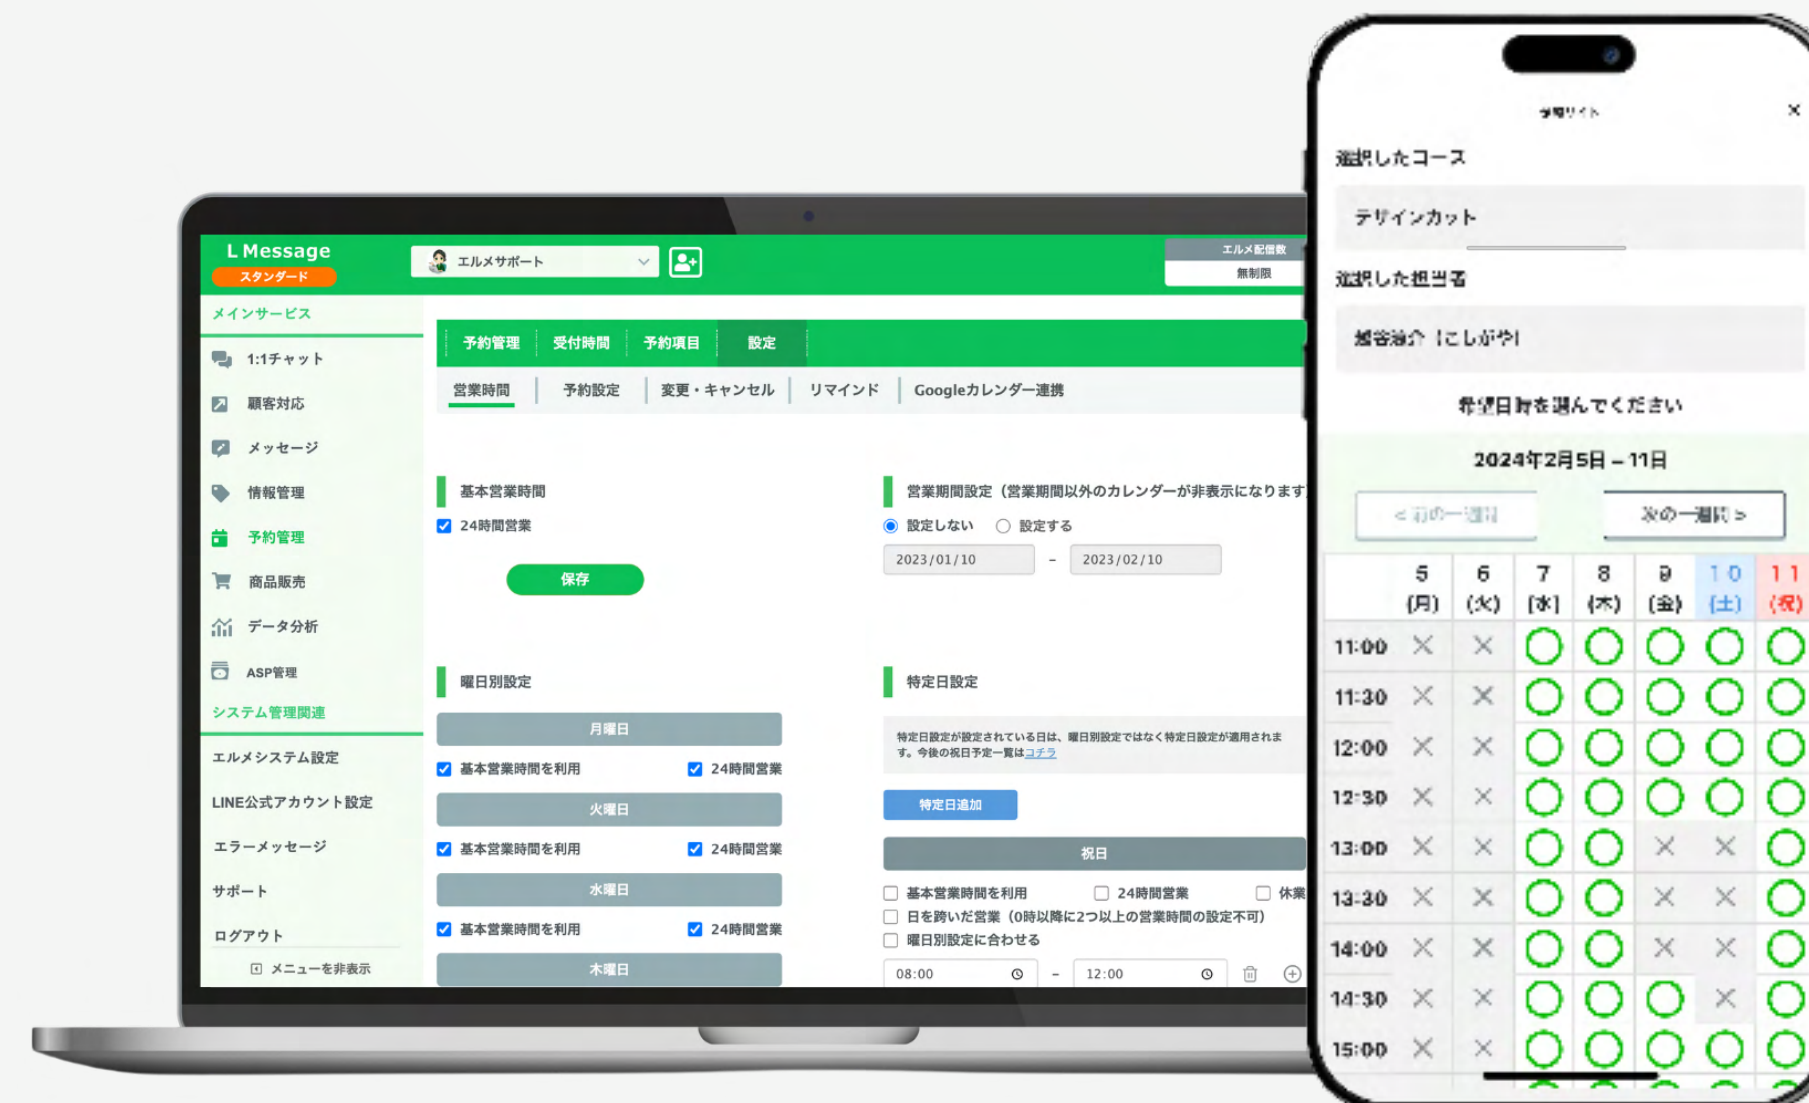 L Message
スタンダード
エルメサポート
エルメ配信数
無制限
メインサービス
1:1チャット
顧客対応
メッセージ
情報管理
予約管理
商品販売
データ分析
ASP管理
システム管理関連
エルメシステム設定
LINE公式アカウント設定
エラーメッセージ
サポート
ログアウト
メニューを非表示
予約管理 受付時間 予約項目 設定
営業時間 予約設定 変更・キャンセル リマインド Googleカレンダー連携
基本営業時間
24時間営業
保存
営業期間設定（営業期間以外のカレンダーが非表示になります
設定しない 設定する
2023/01/10 - 2023/02/10
曜日別設定
月曜日
基本営業時間を利用 24時間営業
火曜日
基本営業時間を利用 24時間営業
水曜日
基本営業時間を利用 24時間営業
木曜日
特定日設定
特定日設定が設定されている日は、曜日別設定ではなく特定日設定が適用されま
す。今後の祝日予定一覧はコチラ
特定日追加
祝日
基本営業時間を利用 24時間営業 休業
日を跨いだ営業（0時以降に2つ以上の営業時間の設定不可）
曜日別設定に合わせる
08:00 - 12:00
選択したコース
デザインカット
選択した担当者
希望日時を選んでください
2024年2月5日 – 11日
< 前の一週間 次の一週間 >
5 6 7 8 9 10 11
(月) (火) (水) (木) (金) (土) (祝)
11:00
11:30
12:00
12:30
13:00
13:30
14:00
14:30
15:00